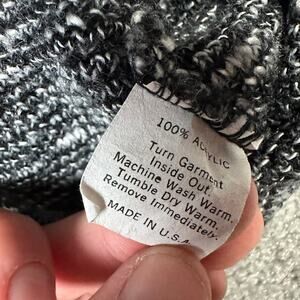 100% ACRYLIC
Turn Garment
Inside Out.
Machine Wash Warm.
Tumble Dry Warm.
Remove Immediately.
MADE IN U.S.A.